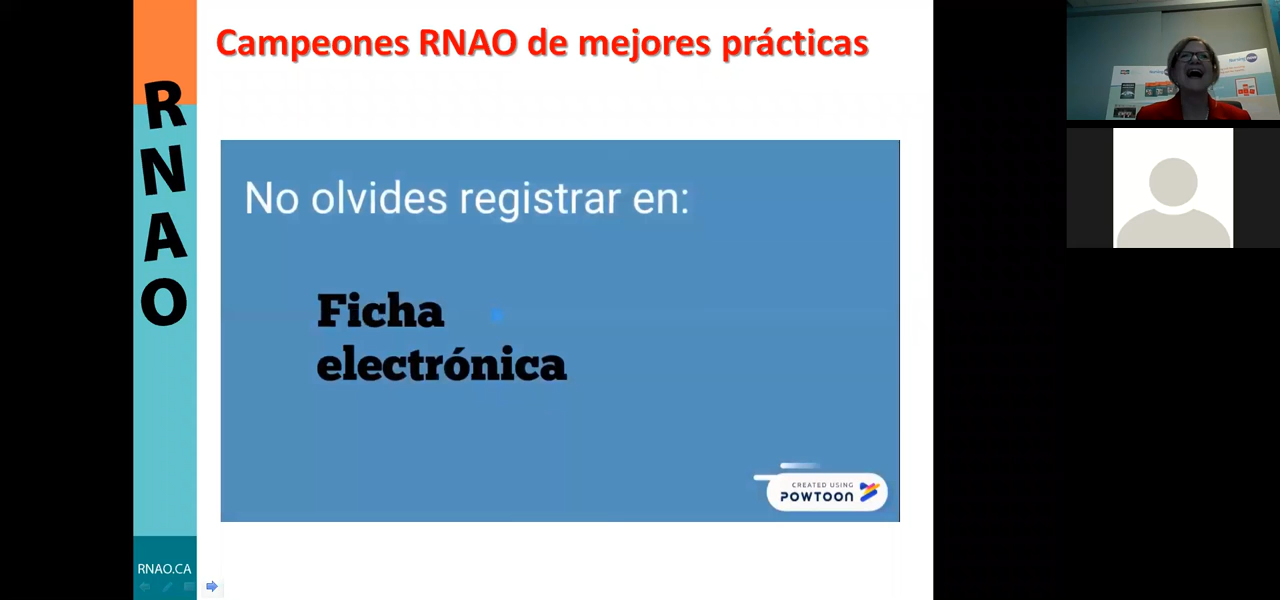 Campeones RNAO de mejores prácticas
R
N
A
O
No olvides registrar en:
Ficha
electrónica
CREATED USING
POWTOON
RNAO.CA